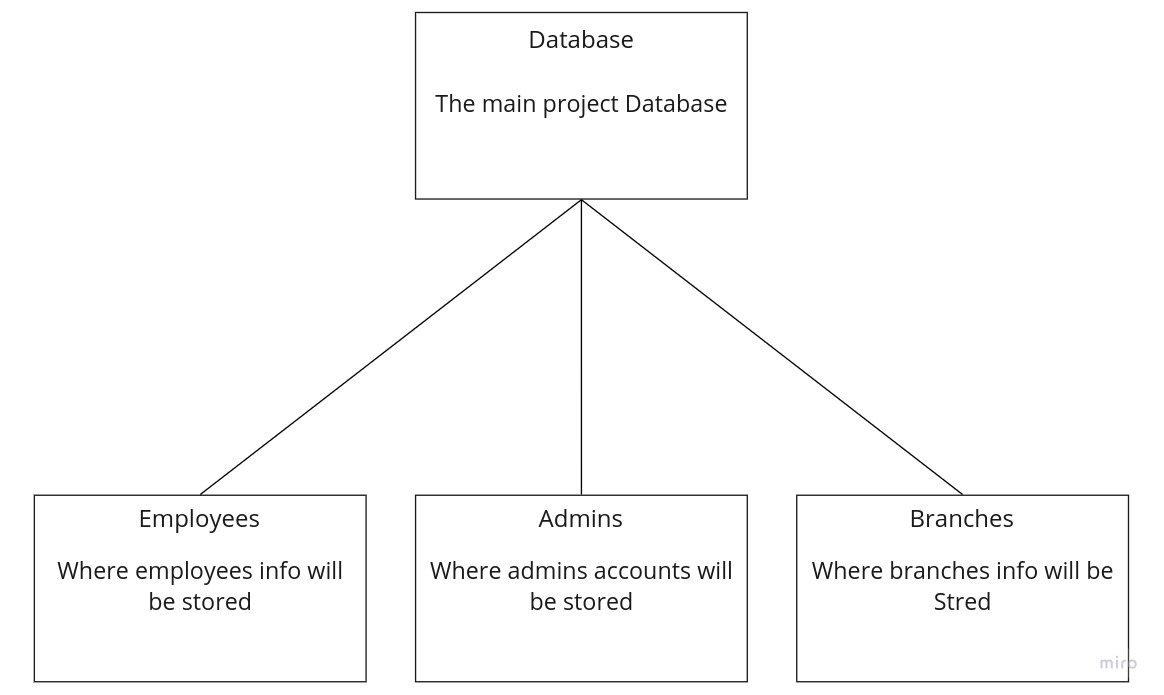 Database
The main project Database
Employees
Where employees info will
be stored
Admins
Where admins accounts will
be stored
Branches
Where branches info will be
Stred
miro